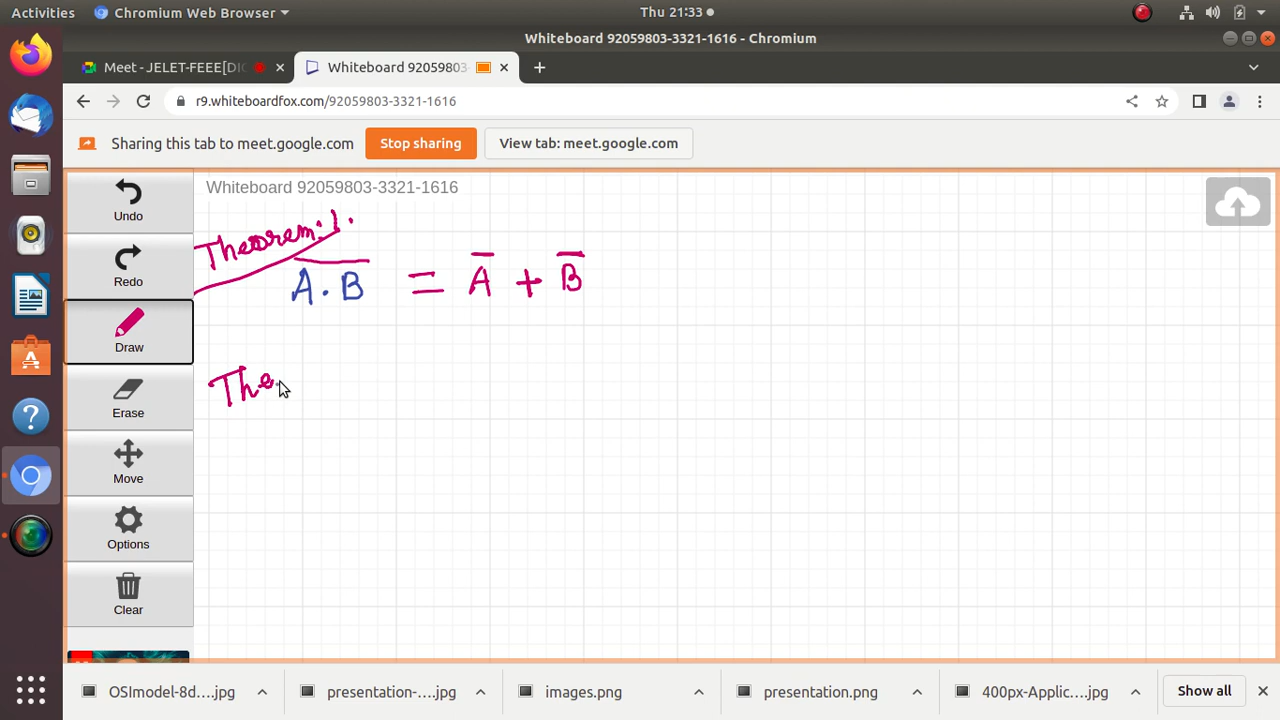 Activities
Chromium Web Browser
Thu 21:33
Whiteboard 92059803-3321-1616 - Chromium
Meet - JELET-FEEE[DIC
Whiteboard 92059803-
r9.whiteboardfox.com/92059803-3321-1616
Sharing this tab to meet.google.com
Stop sharing
View tab: meet.google.com
Whiteboard 92059803-3321-1616
Undo
Redo
Draw
Erase
Move
Options
Clear
Theorem:1.
A̅ ̅·̅ ̅B̅ = A̅ + B̅
The
OSImodel-8d....jpg
presentation-....jpg
images.png
presentation.png
400px-Applic....jpg
Show all